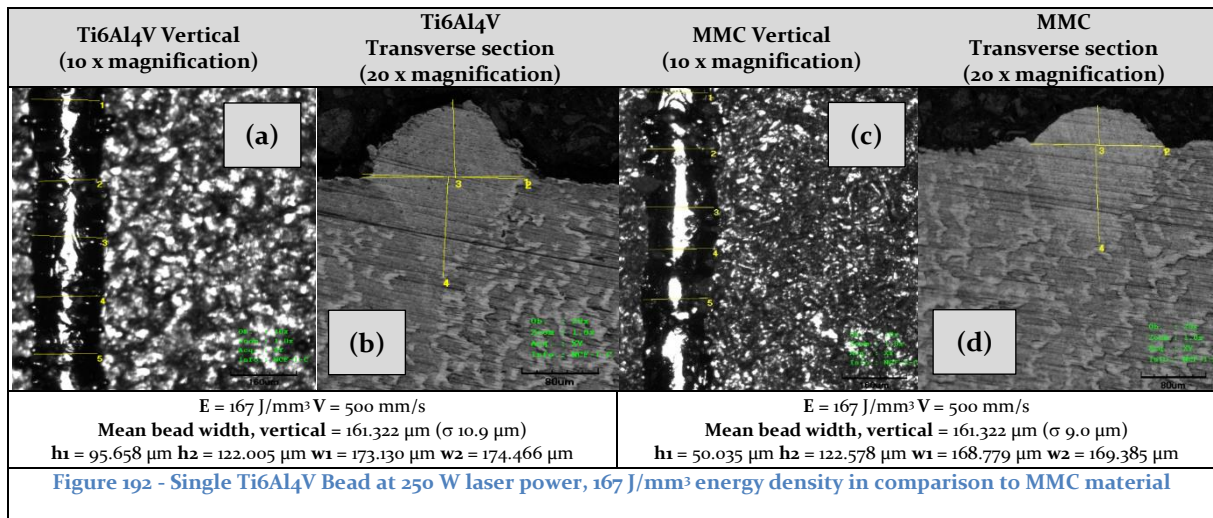 Ti6Al4V Vertical
(10 x magnification)
Ti6Al4V
Transverse section
(20 x magnification)
MMC Vertical
(10 x magnification)
MMC
Transverse section
(20 x magnification)
(a)
1
2
3
4
5
160um
(b)
3
4
80um
(c)
1
2
3
4
5
160um
(d)
3
4
80um
E = 167 J/mm³ V = 500 mm/s
Mean bead width, vertical = 161.322 µm (σ 10.9 µm)
h1 = 95.658 µm h2 = 122.005 µm w1 = 173.130 µm w2 = 174.466 µm
E = 167 J/mm³ V = 500 mm/s
Mean bead width, vertical = 161.322 µm (σ 9.0 µm)
h1 = 50.035 µm h2 = 122.578 µm w1 = 168.779 µm w2 = 169.385 µm
Figure 192 - Single Ti6Al4V Bead at 250 W laser power, 167 J/mm³ energy density in comparison to MMC material